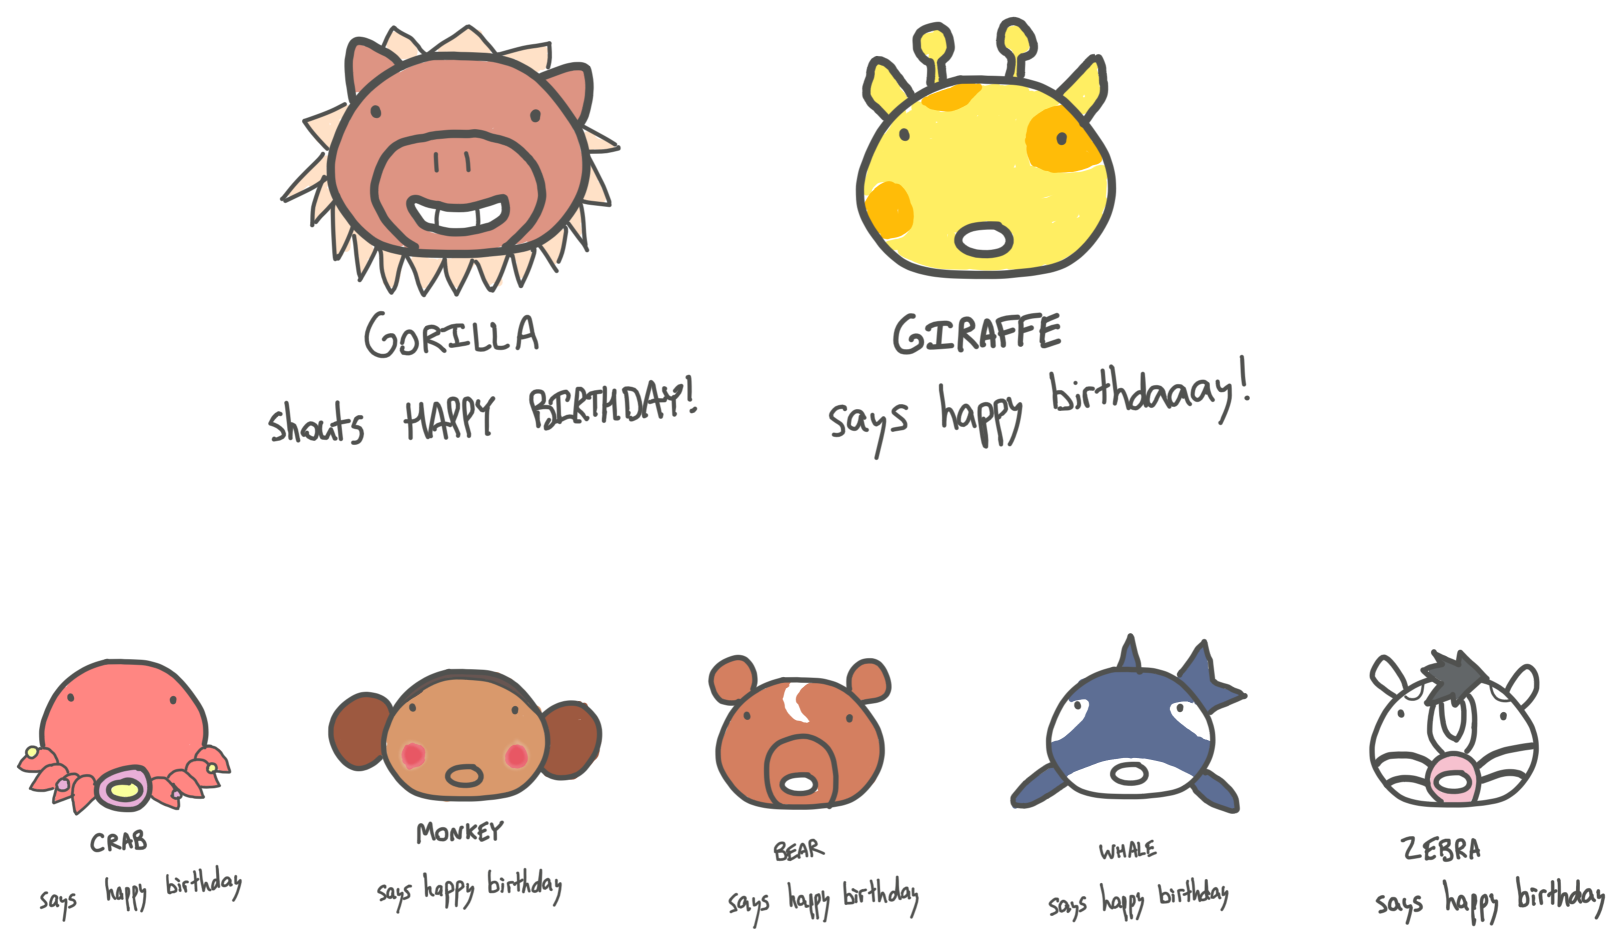 GORILLA
shouts HAPPY BIRTHDAY!
GIRAFFE
says happy birthdaaaay!
CRAB
says happy birthday
MONKEY
says happy birthday
BEAR
says happy birthday
WHALE
says happy birthday
ZEBRA
says happy birthday